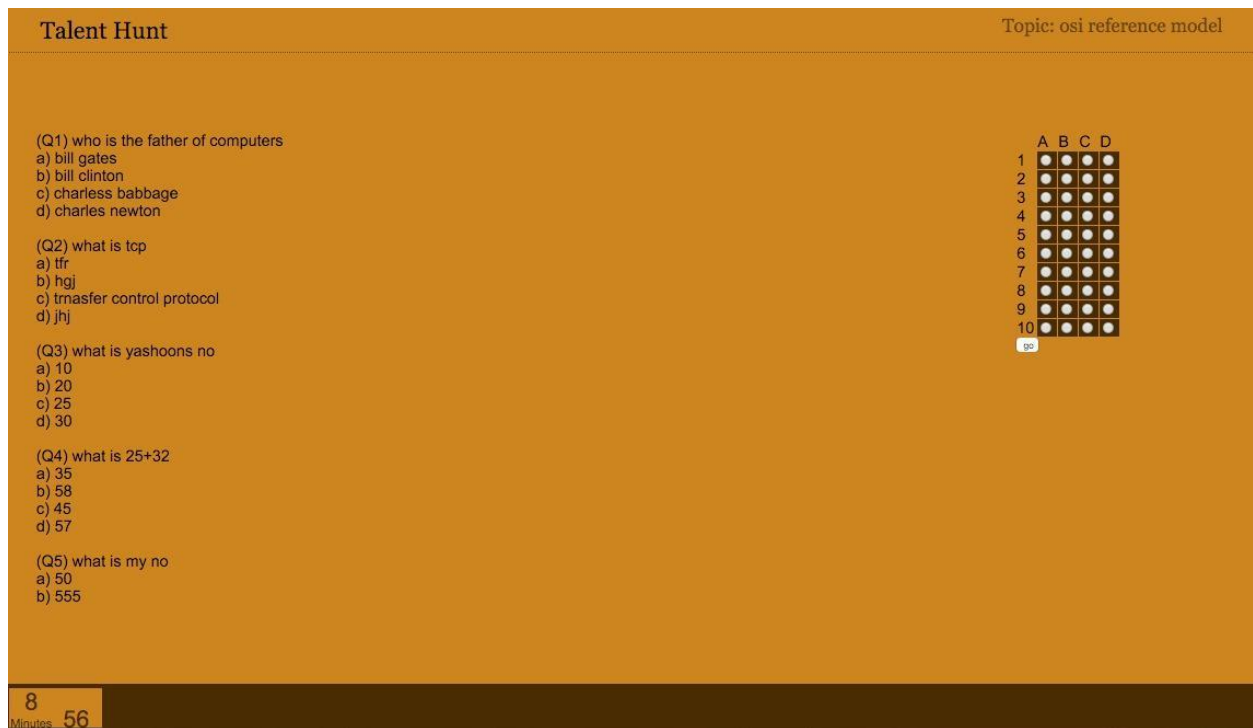 Talent Hunt
Topic: osi reference model
(Q1) who is the father of computers
a) bill gates
b) bill clinton
c) charless babbage
d) charles newton
(Q2) what is tcp
a) tfr
b) hgj
c) trnasfer control protocol
d) jhj
(Q3) what is yashoons no
a) 10
b) 20
c) 25
d) 30
(Q4) what is 25+32
a) 35
b) 58
c) 45
d) 57
(Q5) what is my no
a) 50
b) 555
A B C D
1
2
3
4
5
6
7
8
9
10
go
8
Minutes 56